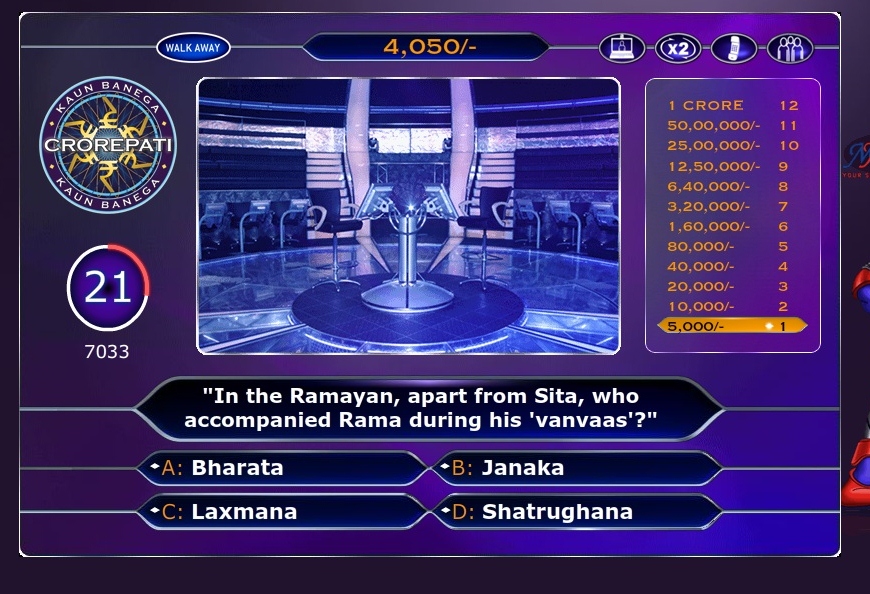 WALK AWAY
4,050/-
x2
KAUN BANEGA
CROREPATI
KAUN BANEGA
1 CRORE 12
50,00,000/- 11
25,00,000/- 10
12,50,000/- 9
6,40,000/- 8
3,20,000/- 7
1,60,000/- 6
80,000/- 5
40,000/- 4
20,000/- 3
10,000/- 2
5,000/- 1
21
7033
"In the Ramayan, apart from Sita, who
accompanied Rama during his 'vanvaas'?"
A: Bharata
B: Janaka
C: Laxmana
D: Shatrughana